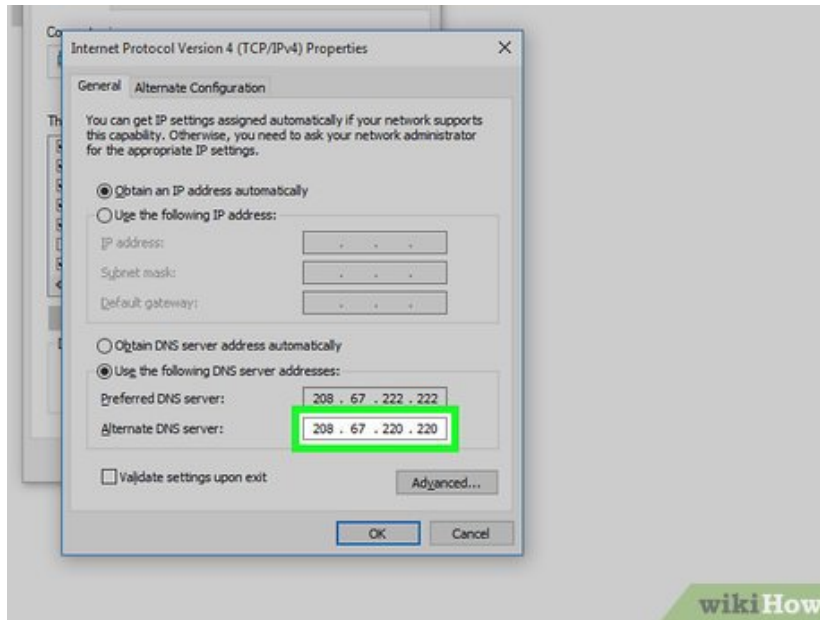 Co
Internet Protocol Version 4 (TCP/IPv4) Properties
General
Alternate Configuration
Th
You can get IP settings assigned automatically if your network supports
this capability. Otherwise, you need to ask your network administrator
for the appropriate IP settings.
Obtain an IP address automatically
Use the following IP address:
IP address:
Subnet mask:
Default gateway:
Obtain DNS server address automatically
Use the following DNS server addresses:
Preferred DNS server: 208 . 67 . 222 . 222
Alternate DNS server: 208 . 67 . 220 . 220
Validate settings upon exit
Advanced...
OK
Cancel
wikiHow